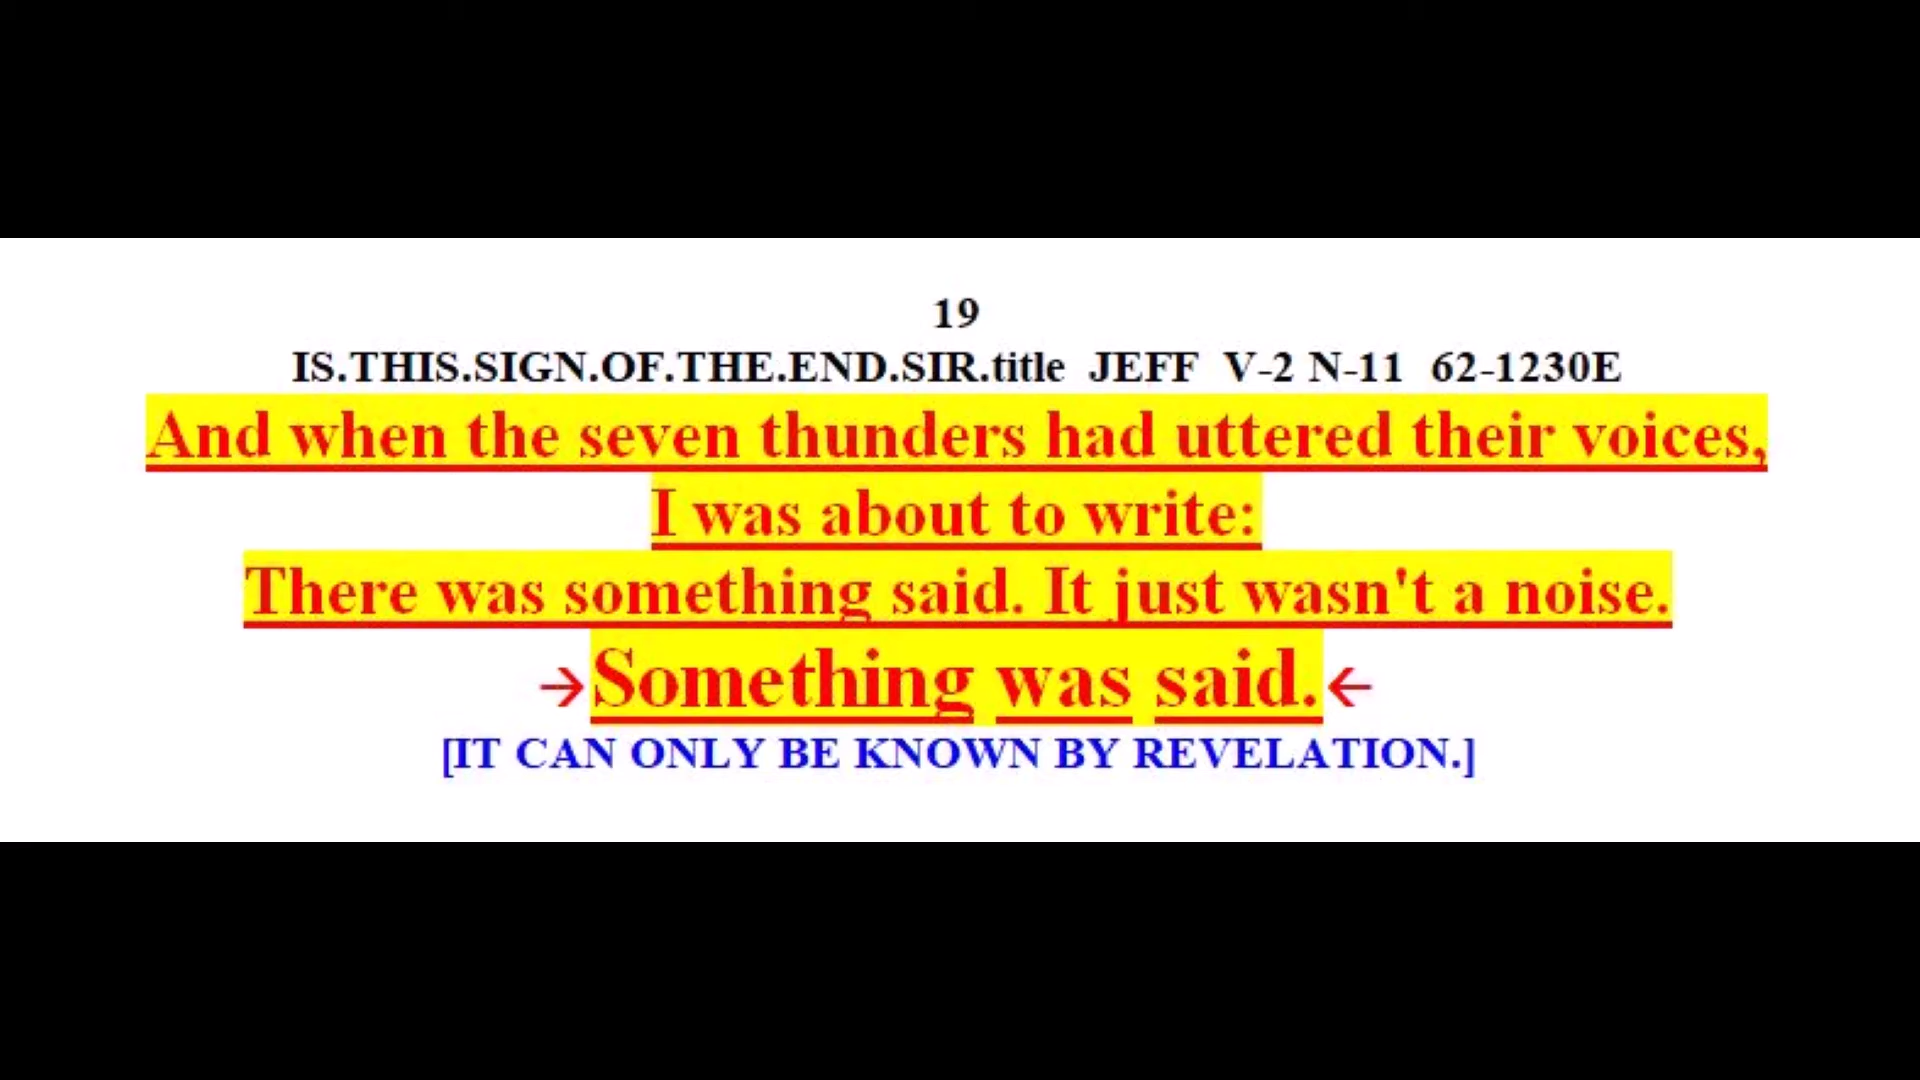 19
IS.THIS.SIGN.OF.THE.END.SIR.title JEFF V-2 N-11 62-1230E
And when the seven thunders had uttered their voices,
I was about to write:
There was something said. It just wasn't a noise.
→Something was said.←
[IT CAN ONLY BE KNOWN BY REVELATION.]